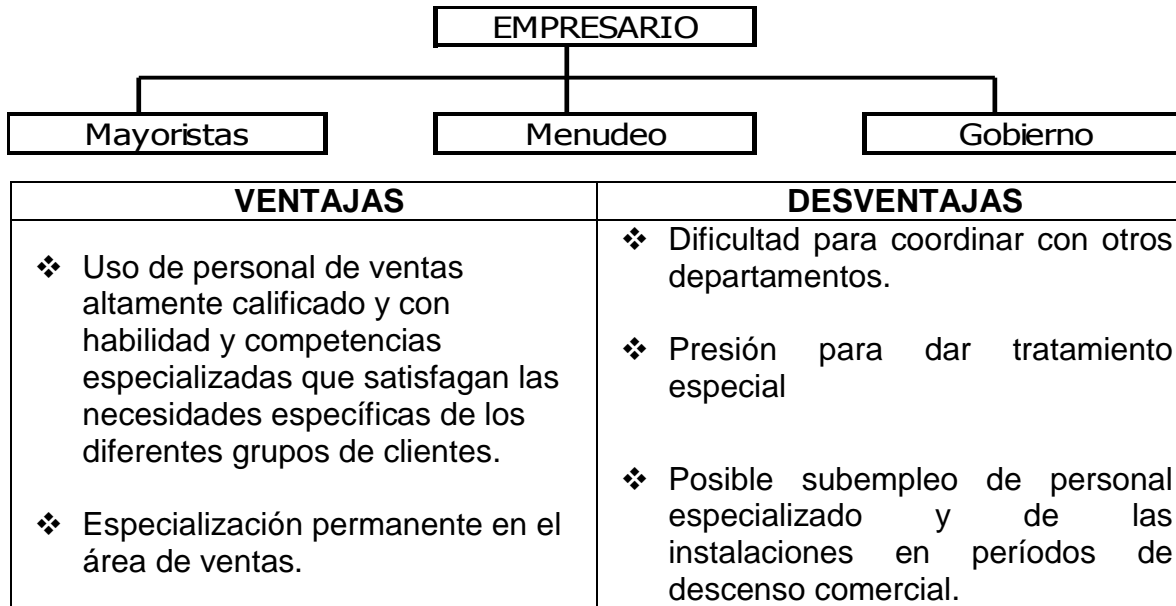 EMPRESARIO
Mayoristas Menudeo Gobierno
VENTAJAS
❖ Uso de personal de ventas
altamente calificado y con
habilidad y competencias
especializadas que satisfagan las
necesidades específicas de los
diferentes grupos de clientes.
❖ Especialización permanente en el
área de ventas.
DESVENTAJAS
❖ Dificultad para coordinar con otros
departamentos.
❖ Presión para dar tratamiento
especial
❖ Posible subempleo de personal
especializado y de las
instalaciones en períodos de
descenso comercial.